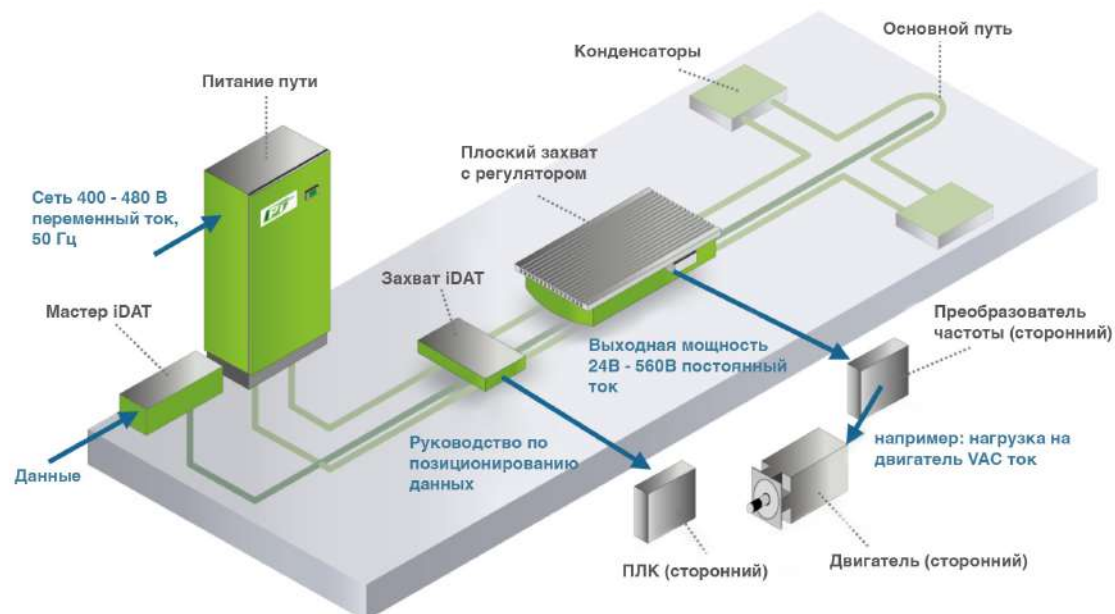 Основной путь
Конденсаторы
Питание пути
Плоский захват
с регулятором
Сеть 400 - 480 В
переменный ток,
50 Гц
Захват iDAT
Мастер iDAT
Преобразователь
частоты (сторонний)
Выходная мощность
24В - 560В постоянный
ток
например: нагрузка на
двигатель VAC ток
Руководство по
позиционированию
данных
Данные
ПЛК (сторонний)
Двигатель (сторонний)